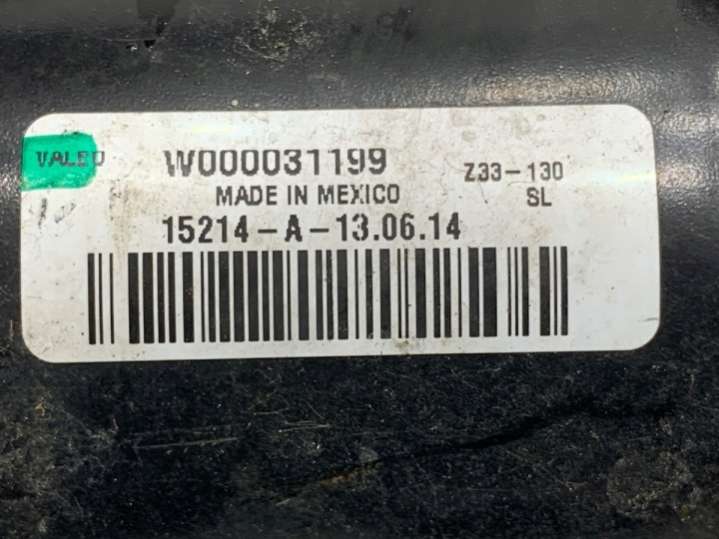 VALEO W000031199 Z33-130
MADE IN MEXICO SL
15214-A-13.06.14